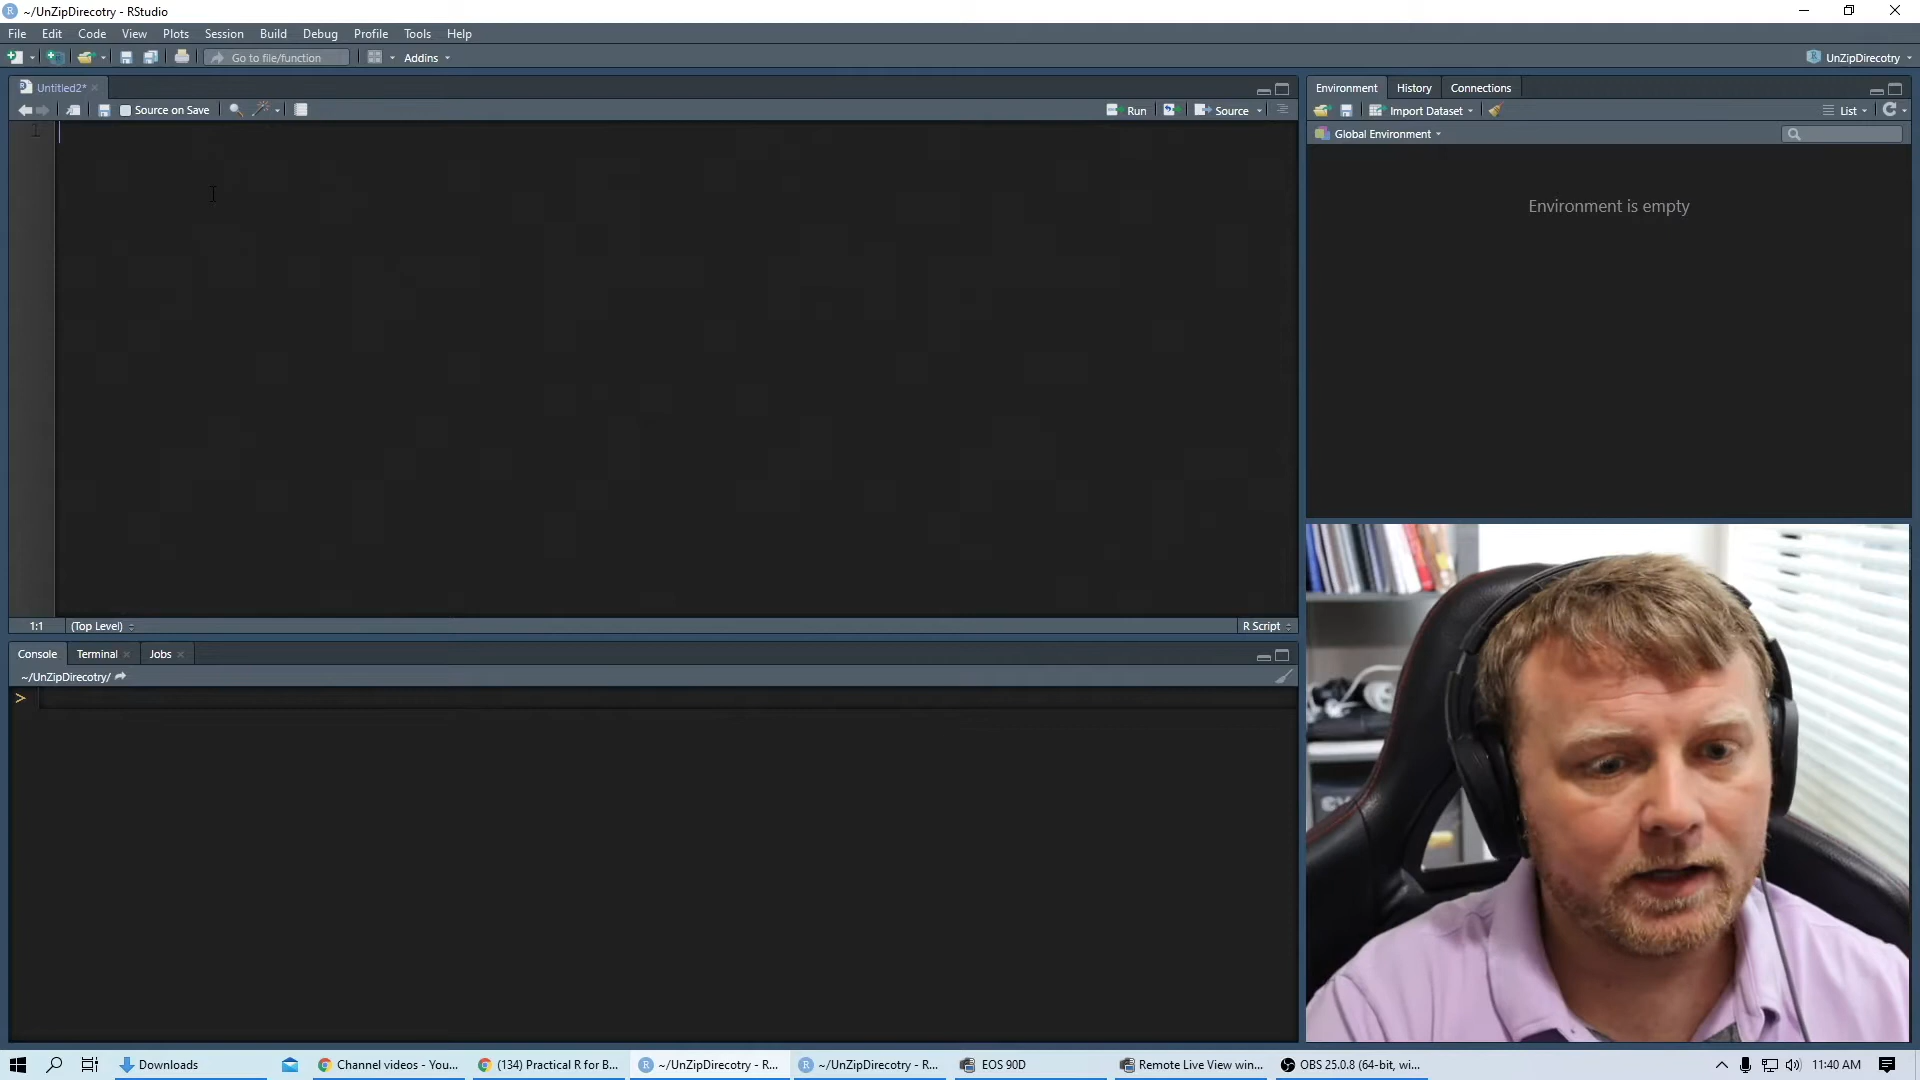 ~/UnZipDirecotry - RStudio
File Edit Code View Plots Session Build Debug Profile Tools Help
Go to file/function Addins UnZipDirecotry
Untitled2*
Source on Save Run Source
1
1:1 (Top Level) R Script
Console Terminal Jobs
~/UnZipDirecotry/
>
Environment History Connections
Import Dataset List
Global Environment
Environment is empty
Downloads Channel videos - You... (134) Practical R for B... ~/UnZipDirecotry - R... ~/UnZipDirecotry - R... EOS 90D Remote Live View win... OBS 25.0.8 (64-bit, wi... 11:40 AM